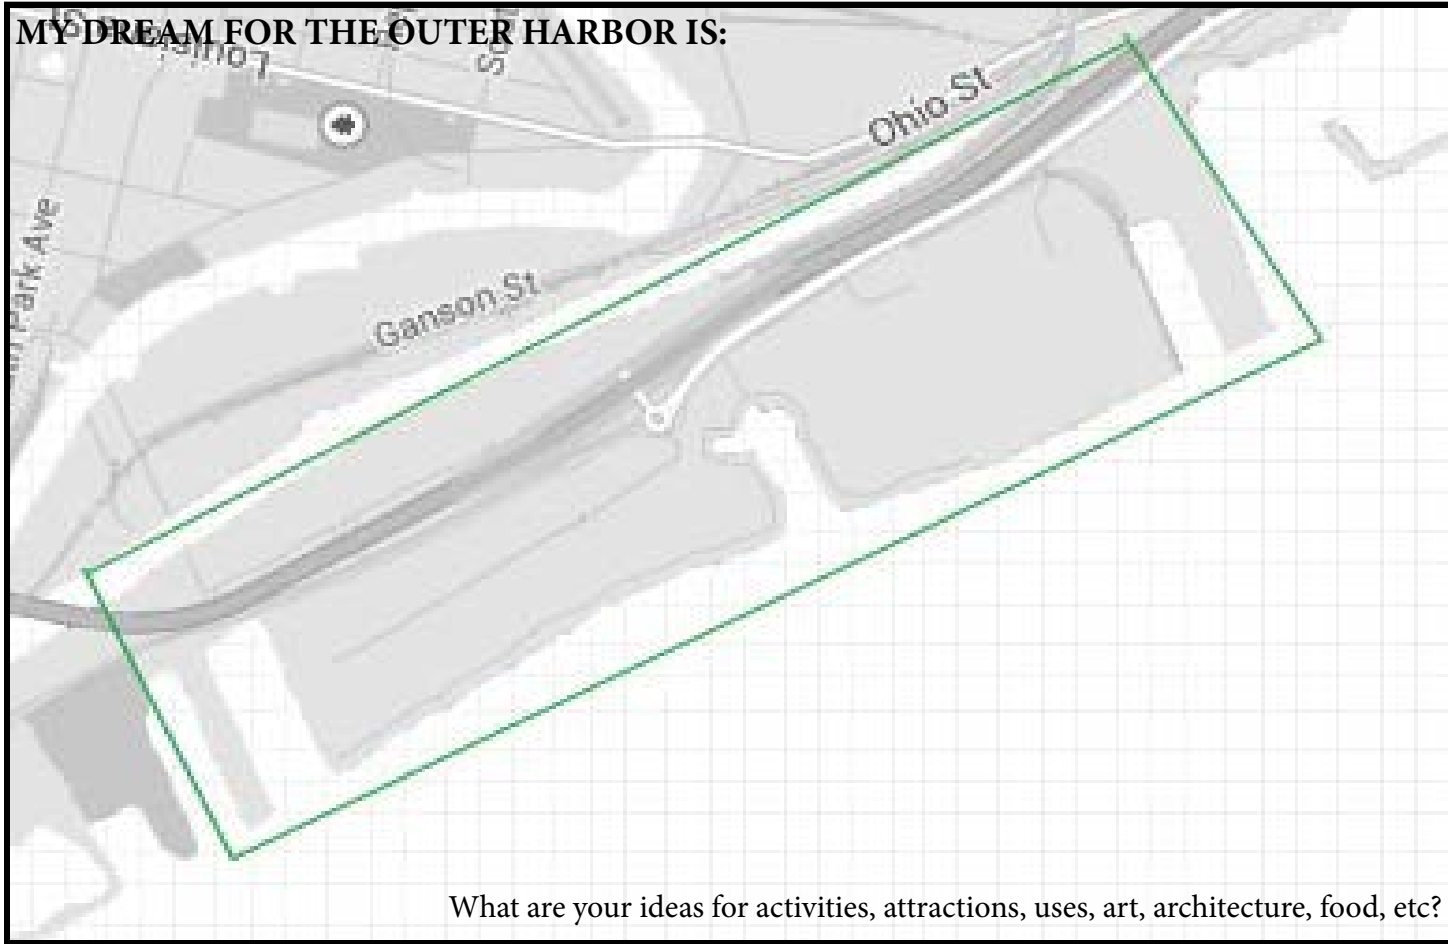 MY DREAM FOR THE OUTER HARBOR IS:
Ohio St
Ganson St
Park Ave
What are your ideas for activities, attractions, uses, art, architecture, food, etc?